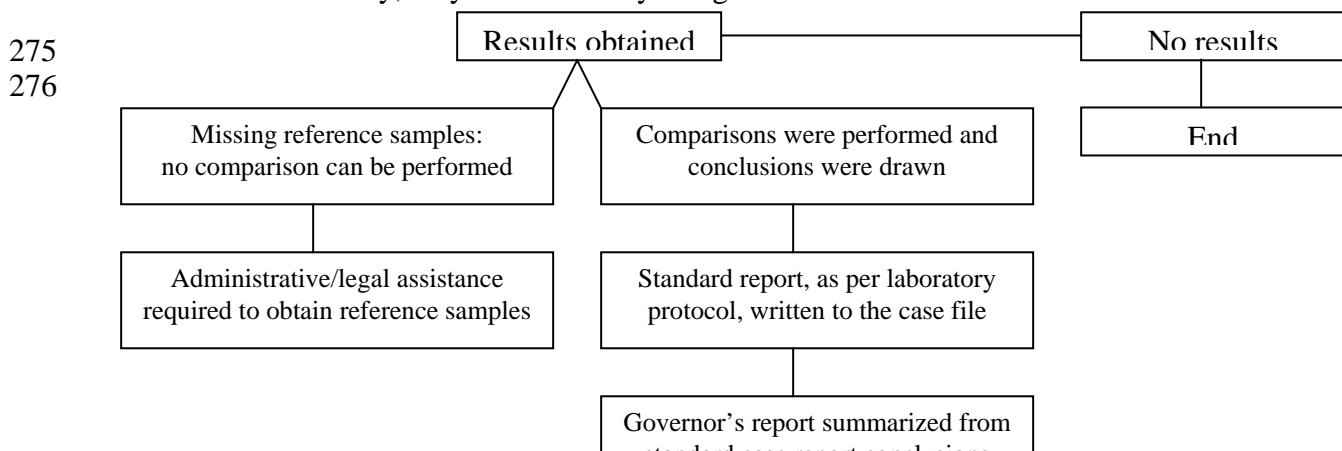 275
276
Results obtained
No results
End
Missing reference samples:
no comparison can be performed
Comparisons were performed and
conclusions were drawn
Administrative/legal assistance
required to obtain reference samples
Standard report, as per laboratory
protocol, written to the case file
Governor’s report summarized from